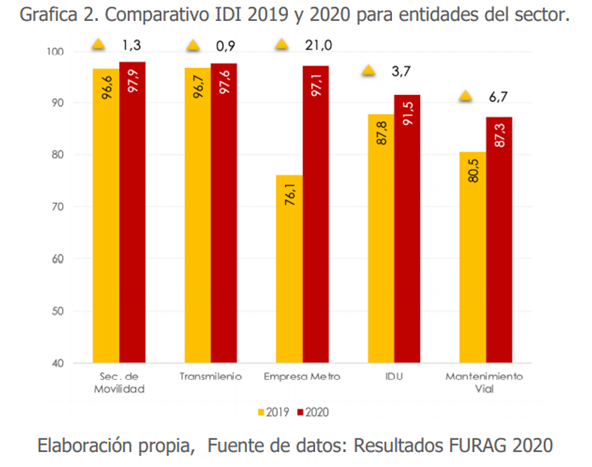 Grafica 2. Comparativo IDI 2019 y 2020 para entidades del sector.
1,3 0,9 21,0 3,7 6,7
100
90
80
70
60
50
40
96,6 97,9 96,7 97,6 76,1 97,1 87,8 91,5 80,5 87,3
Sec. de Movilidad
Transmilenio
Empresa Metro
IDU
Mantenimiento Vial
2019 2020
Elaboración propia, Fuente de datos: Resultados FURAG 2020